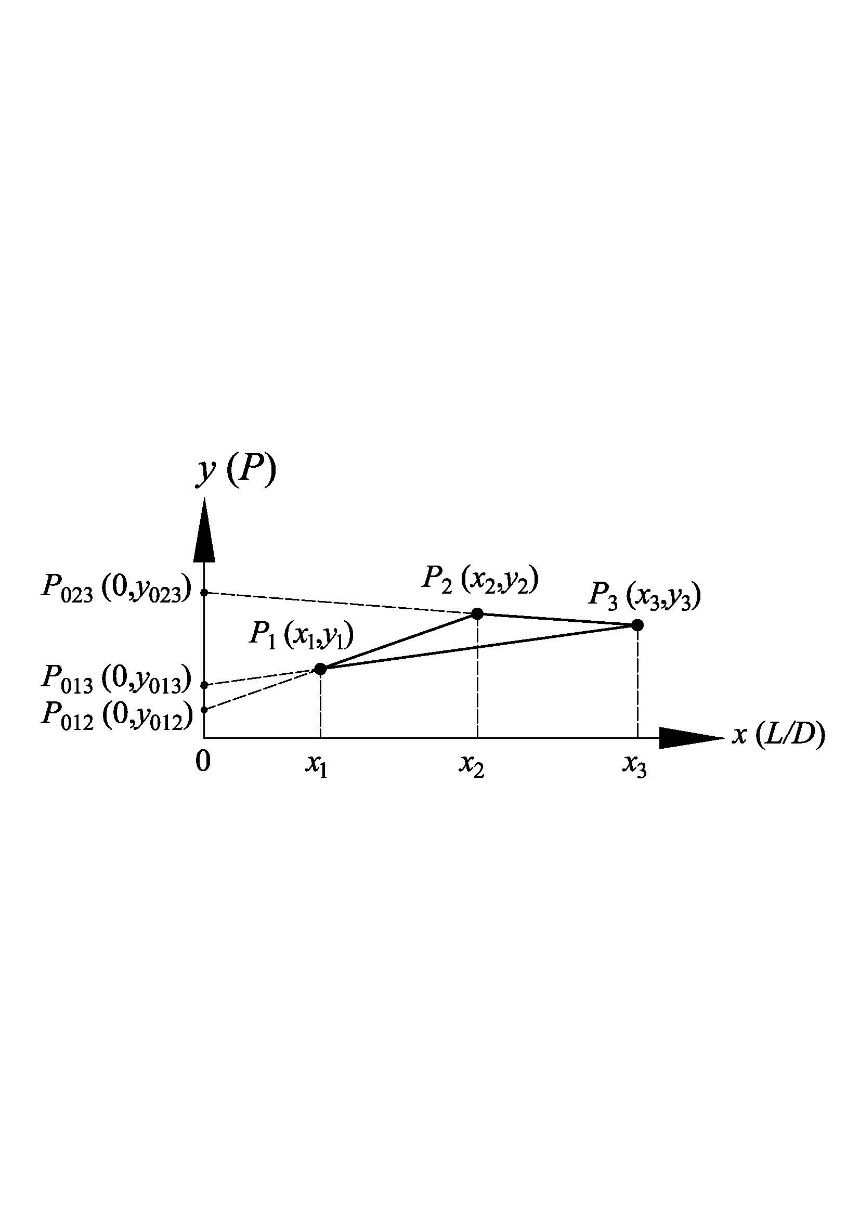 y (P)
P023 (0,y023)
P2 (x2,y2)
P3 (x3,y3)
P1 (x1,y1)
P013 (0,y013)
P012 (0,y012)
x (L/D)
0 x1 x2 x3